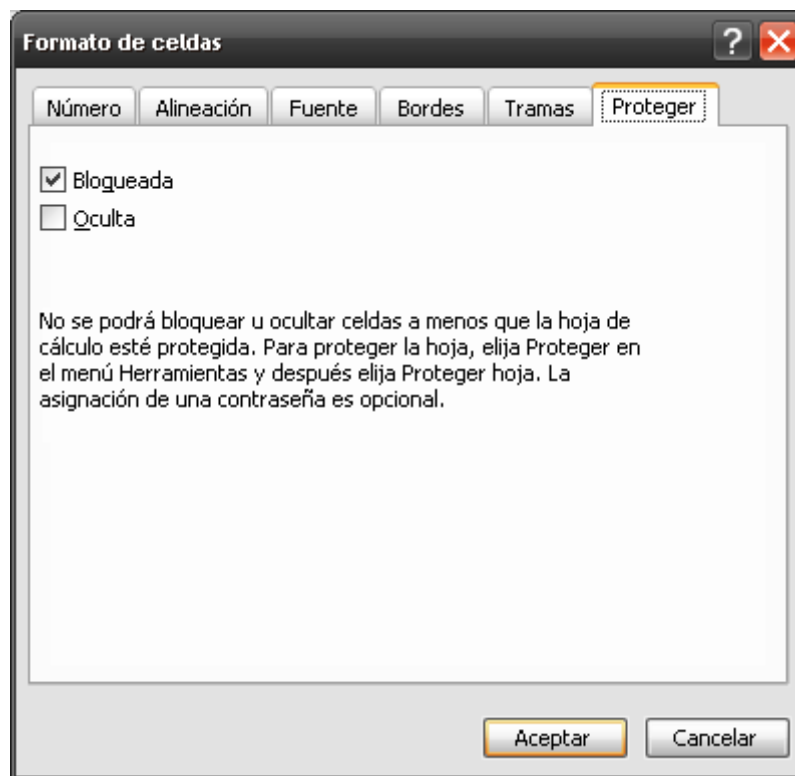 Formato de celdas
Número Alineación Fuente Bordes Tramas Proteger
Bloqueada
Oculta
No se podrá bloquear u ocultar celdas a menos que la hoja de
cálculo esté protegida. Para proteger la hoja, elija Proteger en
el menú Herramientas y después elija Proteger hoja. La
asignación de una contraseña es opcional.
Aceptar Cancelar